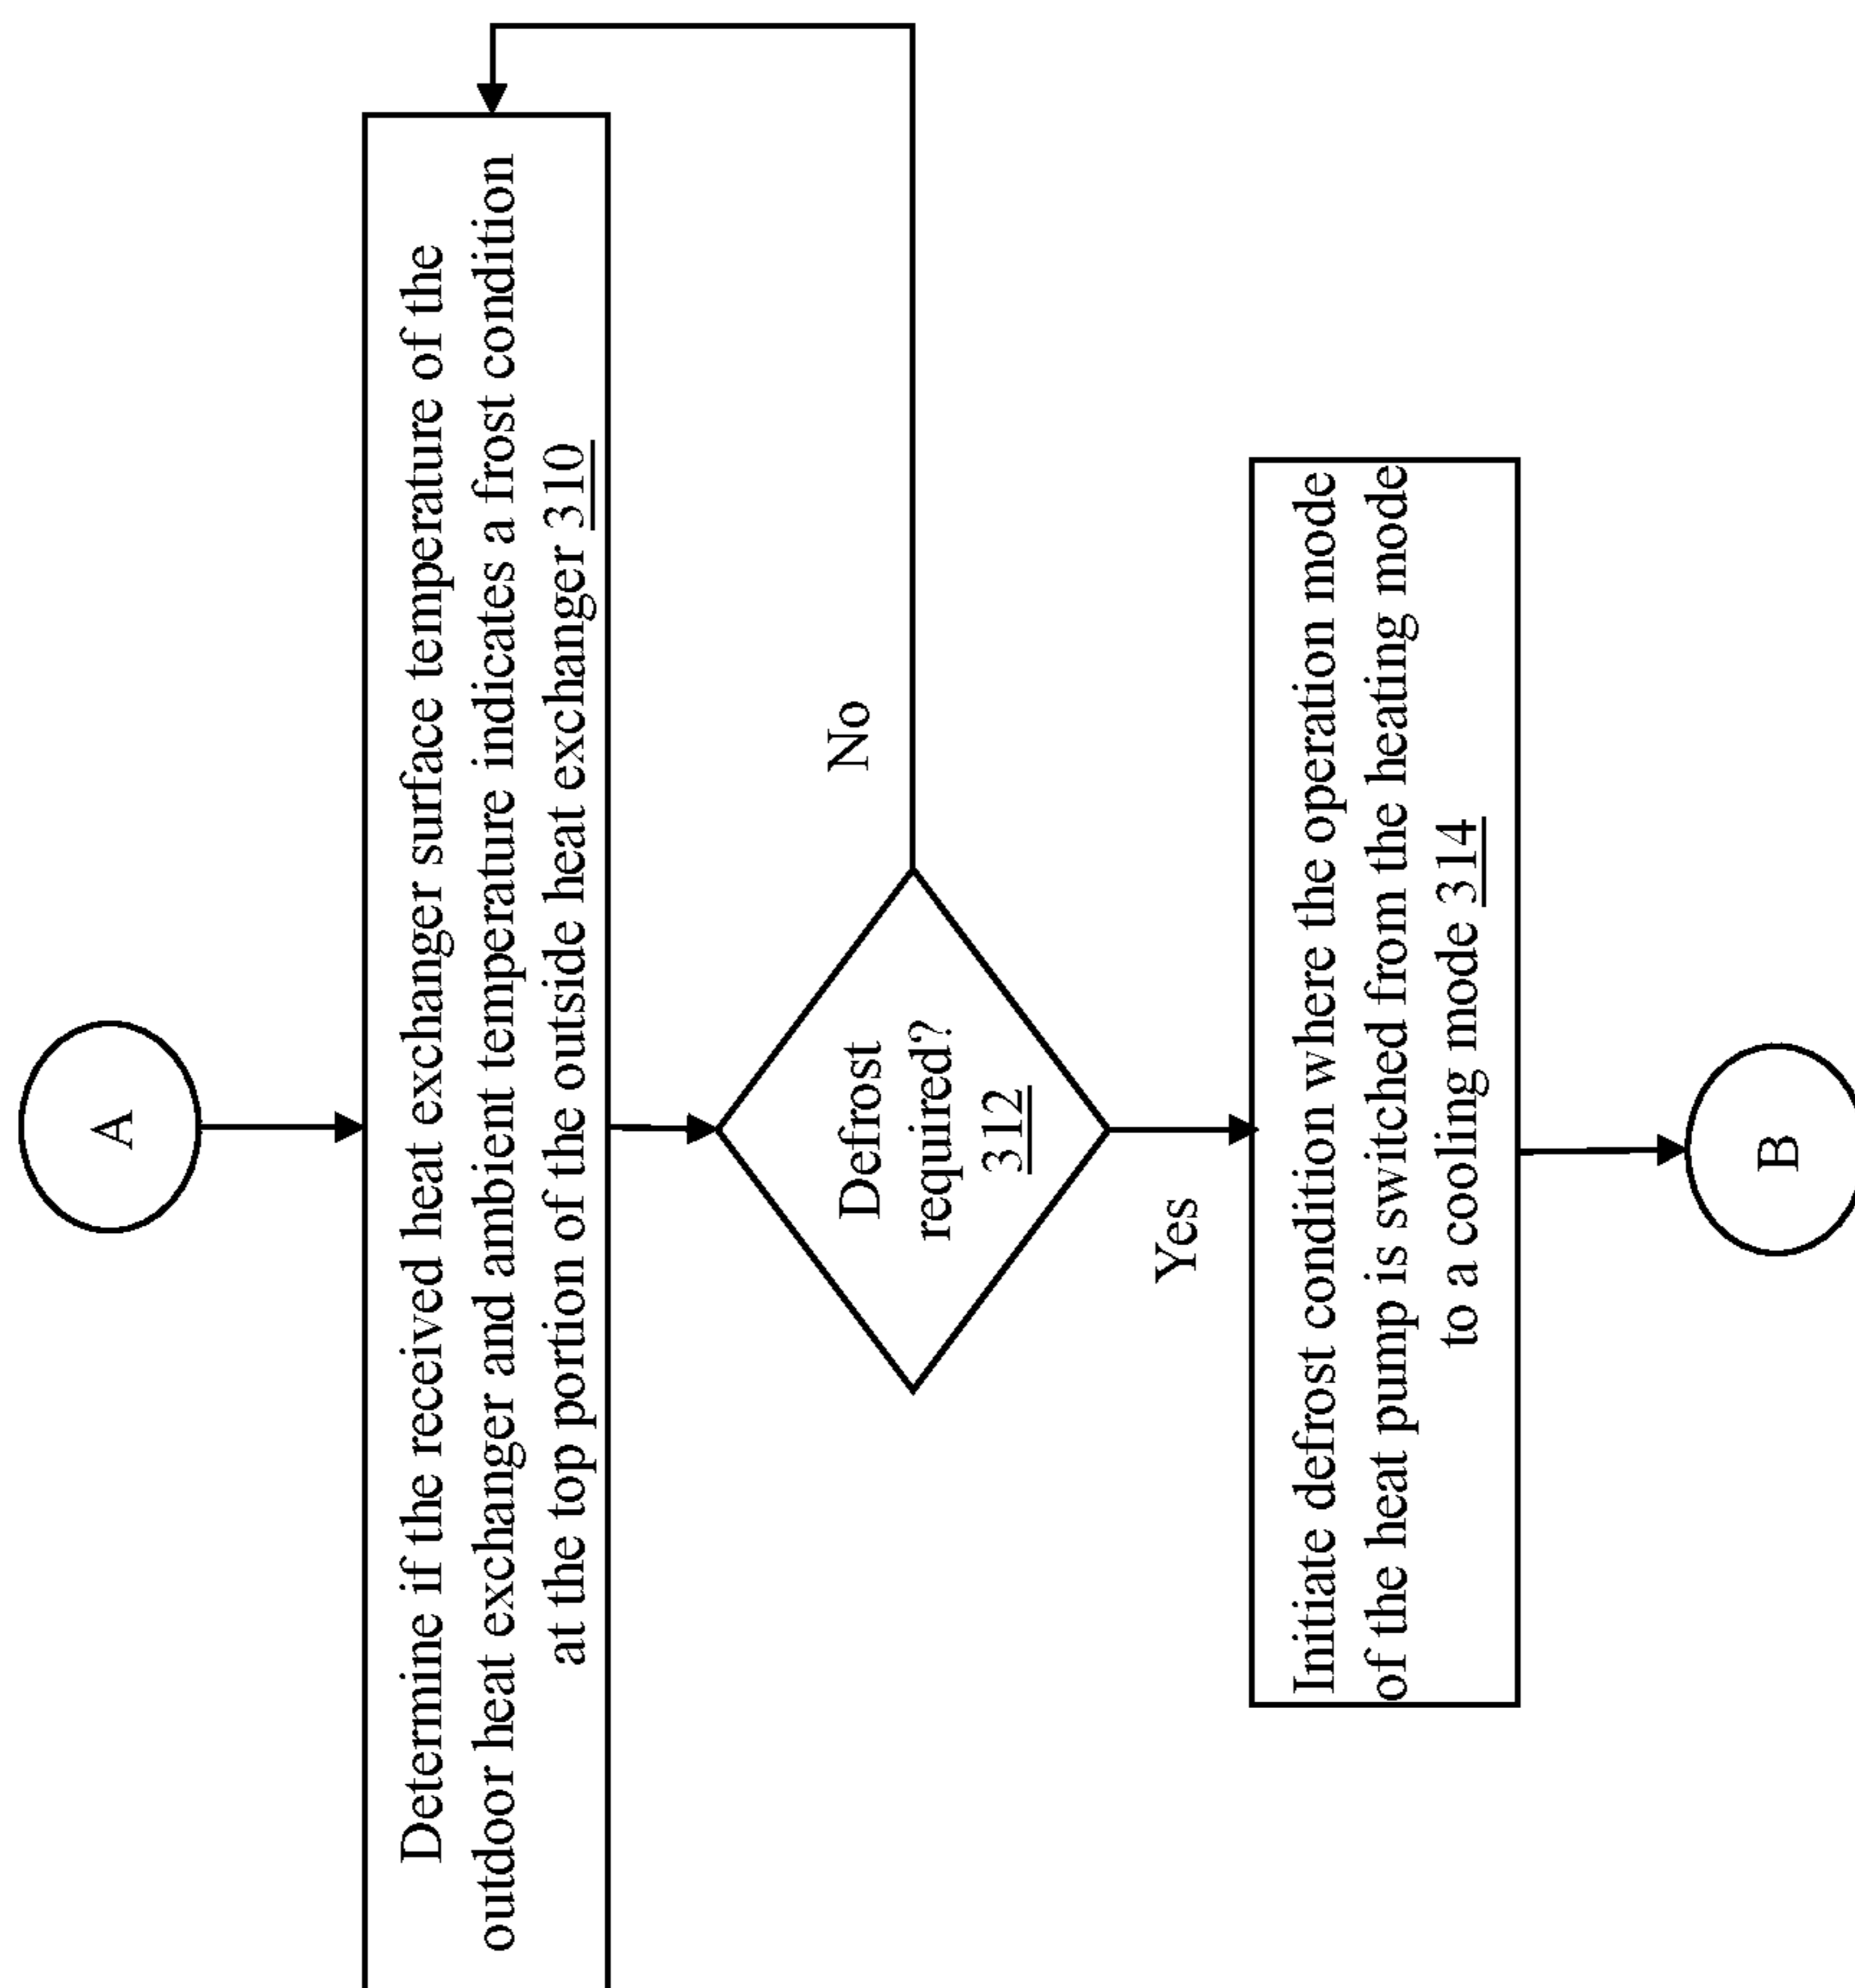 A
Determine if the received heat exchanger surface temperature of the
outdoor heat exchanger and ambient temperature indicates a frost condition
at the top portion of the outside heat exchanger 310
Defrost
required?
312
No
Yes
Initiate defrost condition where the operation mode
of the heat pump is switched from the heating mode
to a cooling mode 314
B